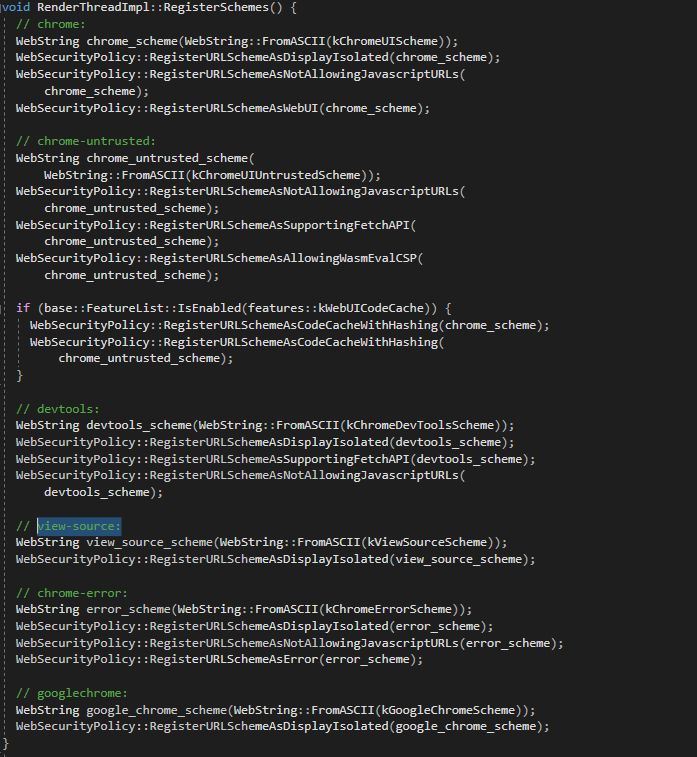 void RenderThreadImpl::RegisterSchemes() {
  // chrome:
  WebString chrome_scheme(WebString::FromASCII(kChromeUIScheme));
  WebSecurityPolicy::RegisterURLSchemeAsDisplayIsolated(chrome_scheme);
  WebSecurityPolicy::RegisterURLSchemeAsNotAllowingJavascriptURLs(
      chrome_scheme);
  WebSecurityPolicy::RegisterURLSchemeAsWebUI(chrome_scheme);

  // chrome-untrusted:
  WebString chrome_untrusted_scheme(
      WebString::FromASCII(kChromeUIUntrustedScheme));
  WebSecurityPolicy::RegisterURLSchemeAsNotAllowingJavascriptURLs(
      chrome_untrusted_scheme);
  WebSecurityPolicy::RegisterURLSchemeAsSupportingFetchAPI(
      chrome_untrusted_scheme);
  WebSecurityPolicy::RegisterURLSchemeAsAllowingWasmEvalCSP(
      chrome_untrusted_scheme);

  if (base::FeatureList::IsEnabled(features::kWebUICodeCache)) {
    WebSecurityPolicy::RegisterURLSchemeAsCodeCacheWithHashing(chrome_scheme);
    WebSecurityPolicy::RegisterURLSchemeAsCodeCacheWithHashing(
        chrome_untrusted_scheme);
  }

  // devtools:
  WebString devtools_scheme(WebString::FromASCII(kChromeDevToolsScheme));
  WebSecurityPolicy::RegisterURLSchemeAsDisplayIsolated(devtools_scheme);
  WebSecurityPolicy::RegisterURLSchemeAsSupportingFetchAPI(devtools_scheme);
  WebSecurityPolicy::RegisterURLSchemeAsNotAllowingJavascriptURLs(
      devtools_scheme);

  // view-source:
  WebString view_source_scheme(WebString::FromASCII(kViewSourceScheme));
  WebSecurityPolicy::RegisterURLSchemeAsDisplayIsolated(view_source_scheme);

  // chrome-error:
  WebString error_scheme(WebString::FromASCII(kChromeErrorScheme));
  WebSecurityPolicy::RegisterURLSchemeAsDisplayIsolated(error_scheme);
  WebSecurityPolicy::RegisterURLSchemeAsNotAllowingJavascriptURLs(error_scheme);
  WebSecurityPolicy::RegisterURLSchemeAsError(error_scheme);

  // googlechrome:
  WebString google_chrome_scheme(WebString::FromASCII(kGoogleChromeScheme));
  WebSecurityPolicy::RegisterURLSchemeAsDisplayIsolated(google_chrome_scheme);
}